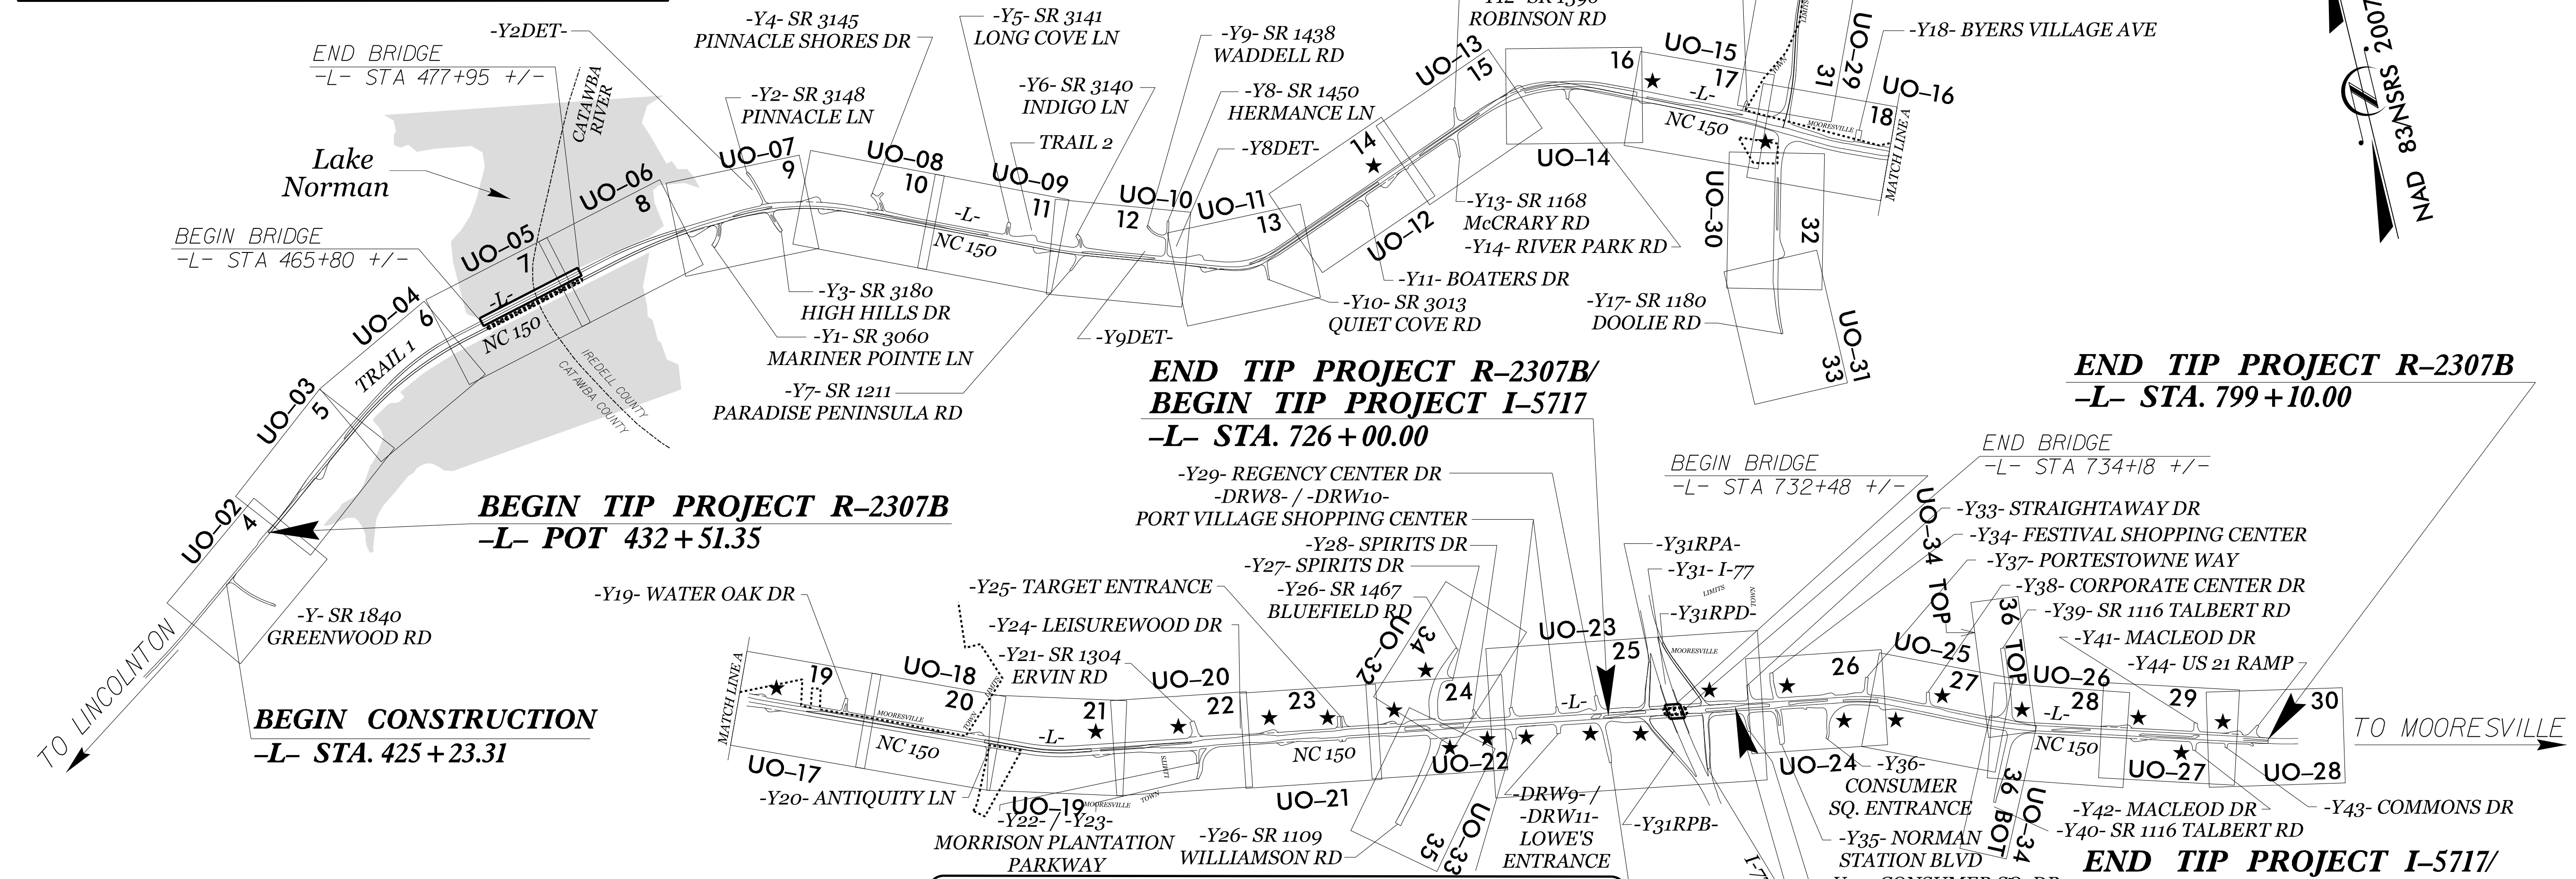 -Y2DET-
END BRIDGE
-L- STA 477+95 +/-
CATAWBA
RIVER
Lake
Norman
BEGIN BRIDGE
-L- STA 465+80 +/-
-Y4- SR 3145
PINNACLE SHORES DR
-Y2- SR 3148
PINNACLE LN
-Y5- SR 3141
LONG COVE LN
-Y6- SR 3140
INDIGO LN
TRAIL 2
-Y9- SR 1438
WADDELL RD
-Y8- SR 1450
HERMANCE LN
-Y8DET-
ROBINSON RD
-Y18- BYERS VILLAGE AVE
NAD 83/NSRS 2007
UO-02
4
UO-03
5
UO-04
6
UO-05
7
UO-06
8
UO-07
9
UO-08
10
UO-09
11
UO-10
12
UO-11
13
UO-12
14
UO-13
15
UO-14
16
UO-15
17
UO-16
18
UO-29
31
UO-30
32
UO-31
33
TRAIL 1
-L-
NC 150
-L-
NC 150
-L-
NC 150
LIMITS
TOWN
MOORESVILLE
MATCH LINE A
IREDELL COUNTY
CATAWBA COUNTY
-Y3- SR 3180
HIGH HILLS DR
-Y1- SR 3060
MARINER POINTE LN
-Y7- SR 1211
PARADISE PENINSULA RD
-Y9DET-
-Y13- SR 1168
McCRARY RD
-Y14- RIVER PARK RD
-Y11- BOATERS DR
-Y10- SR 3013
QUIET COVE RD
-Y17- SR 1180
DOOLIE RD
END TIP PROJECT R-2307B/
BEGIN TIP PROJECT I-5717
-L- STA. 726+00.00
END TIP PROJECT R-2307B
-L- STA. 799+10.00
BEGIN TIP PROJECT R-2307B
-L- POT 432+51.35
-Y- SR 1840
GREENWOOD RD
TO LINCOLNTON
BEGIN CONSTRUCTION
-L- STA. 425+23.31
BEGIN BRIDGE
-L- STA 732+48 +/-
END BRIDGE
-L- STA 734+18 +/-
-Y29- REGENCY CENTER DR
-DRW8- / -DRW10-
PORT VILLAGE SHOPPING CENTER
-Y28- SPIRITS DR
-Y27- SPIRITS DR
-Y26- SR 1467
BLUEFIELD RD
-Y25- TARGET ENTRANCE
-Y24- LEISUREWOOD DR
-Y21- SR 1304
ERVIN RD
-Y19- WATER OAK DR
-Y31RPA-
-Y31- I-77
-Y31RPD-
LIMITS
TOWN
MOORESVILLE
-Y33- STRAIGHTAWAY DR
-Y34- FESTIVAL SHOPPING CENTER
-Y37- PORTESTOWNE WAY
-Y38- CORPORATE CENTER DR
-Y39- SR 1116 TALBERT RD
-Y41- MACLEOD DR
-Y44- US 21 RAMP
MATCH LINE A
19
UO-17
UO-18
20
MOORESVILLE
TOWN
LIMITS
NC 150
-L-
21
UO-19
UO-20
22
23
UO-21
NC 150
UO-32
34
24
UO-22
UO-33
35
UO-23
25
-L-
26
UO-24
UO-25
27
UO-34 TOP
36 TOP
UO-26
28
-L-
NC 150
29
UO-27
30
UO-28
36 BOT
UO-34
TO MOORESVILLE
-Y20- ANTIQUITY LN
LIMITS
MOORESVILLE
TOWN
-Y22- / -Y23-
MORRISON PLANTATION
PARKWAY
-Y26- SR 1109
WILLIAMSON RD
-DRW9- /
-DRW11-
LOWE'S
ENTRANCE
-Y31RPB-
-Y36-
CONSUMER
SQ. ENTRANCE
-Y35- NORMAN
STATION BLVD
-Y42- MACLEOD DR
-Y40- SR 1116 TALBERT RD
-Y43- COMMONS DR
END TIP PROJECT I-5717/